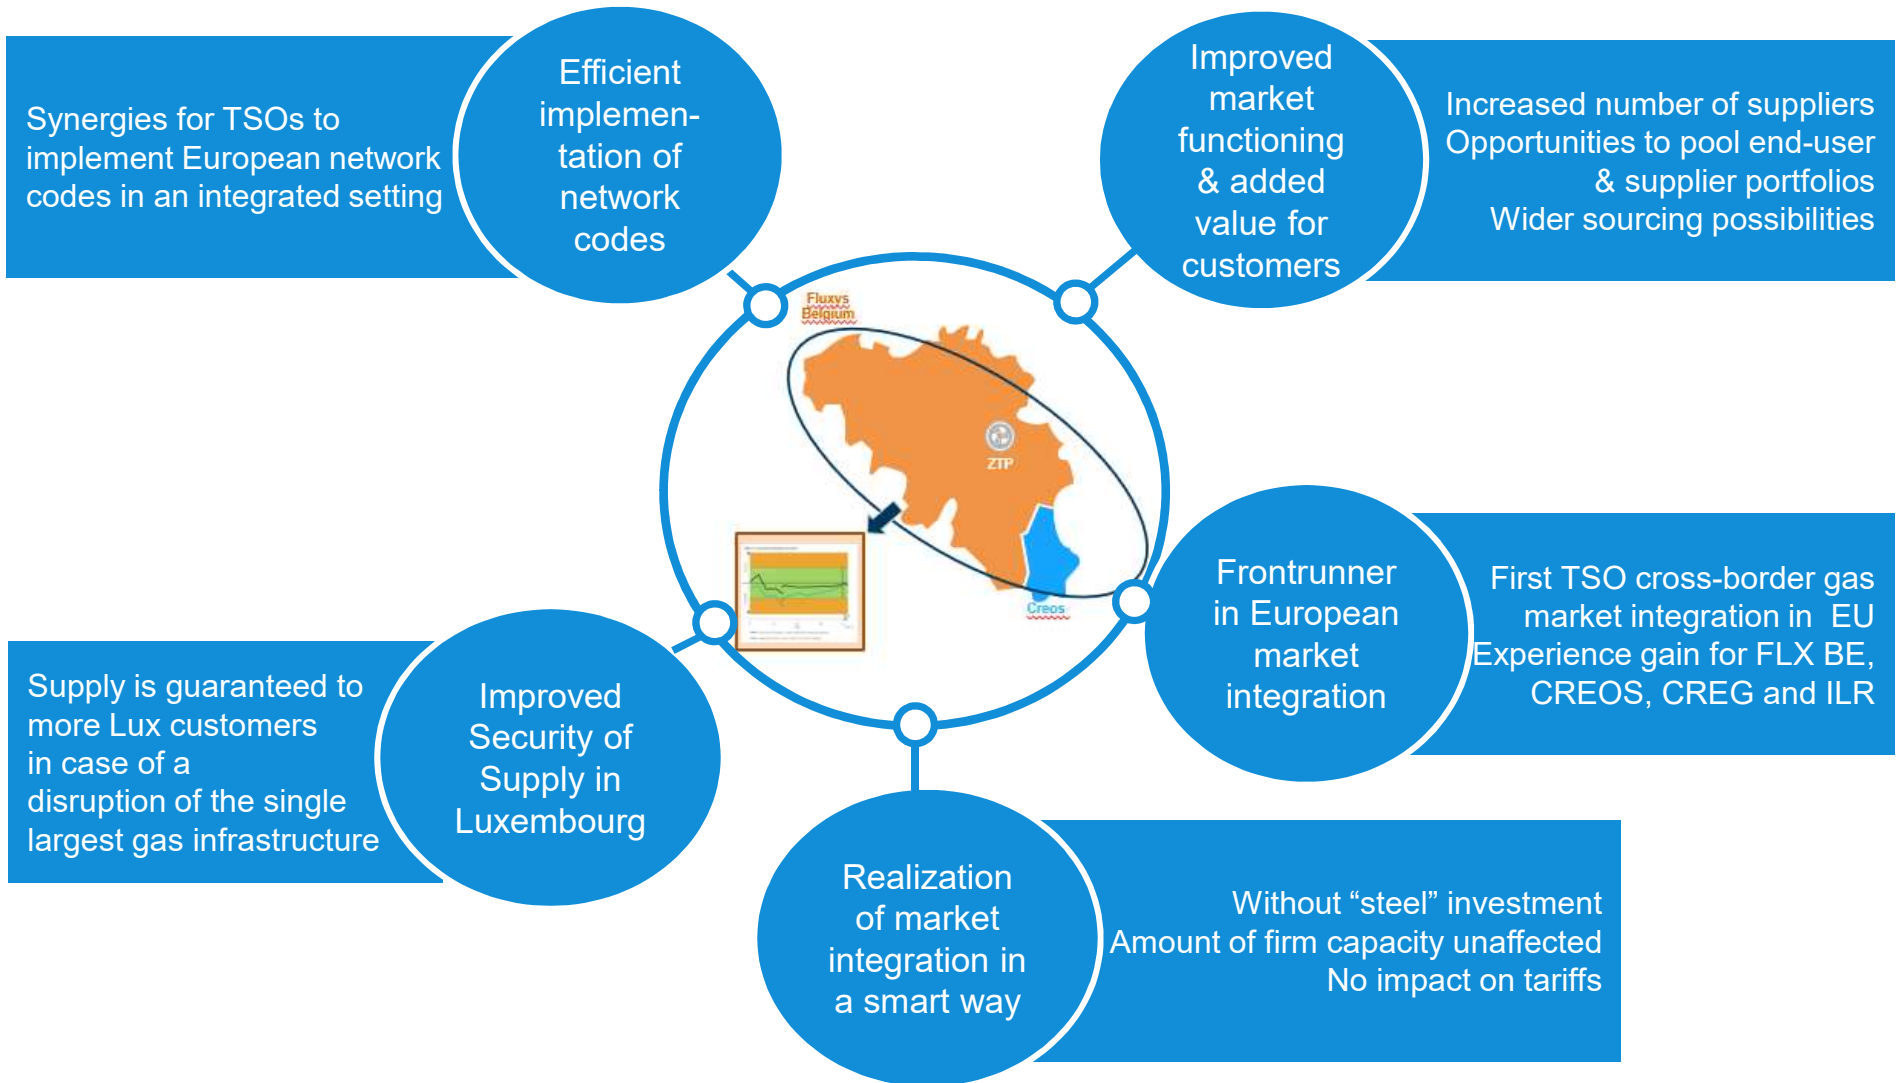 Synergies for TSOs to
implement European network
codes in an integrated setting
Efficient
implemen-
tation of
network
codes
Improved
market
functioning
& added
value for
customers
Increased number of suppliers
Opportunities to pool end-user
& supplier portfolios
Wider sourcing possibilities
Fluxys
Belgium
ZTP
Creos
Frontrunner
in European
market
integration
First TSO cross-border gas
market integration in EU
Experience gain for FLX BE,
CREOS, CREG and ILR
Supply is guaranteed to
more Lux customers
in case of a
disruption of the single
largest gas infrastructure
Improved
Security of
Supply in
Luxembourg
Realization
of market
integration in
a smart way
Without “steel” investment
Amount of firm capacity unaffected
No impact on tariffs